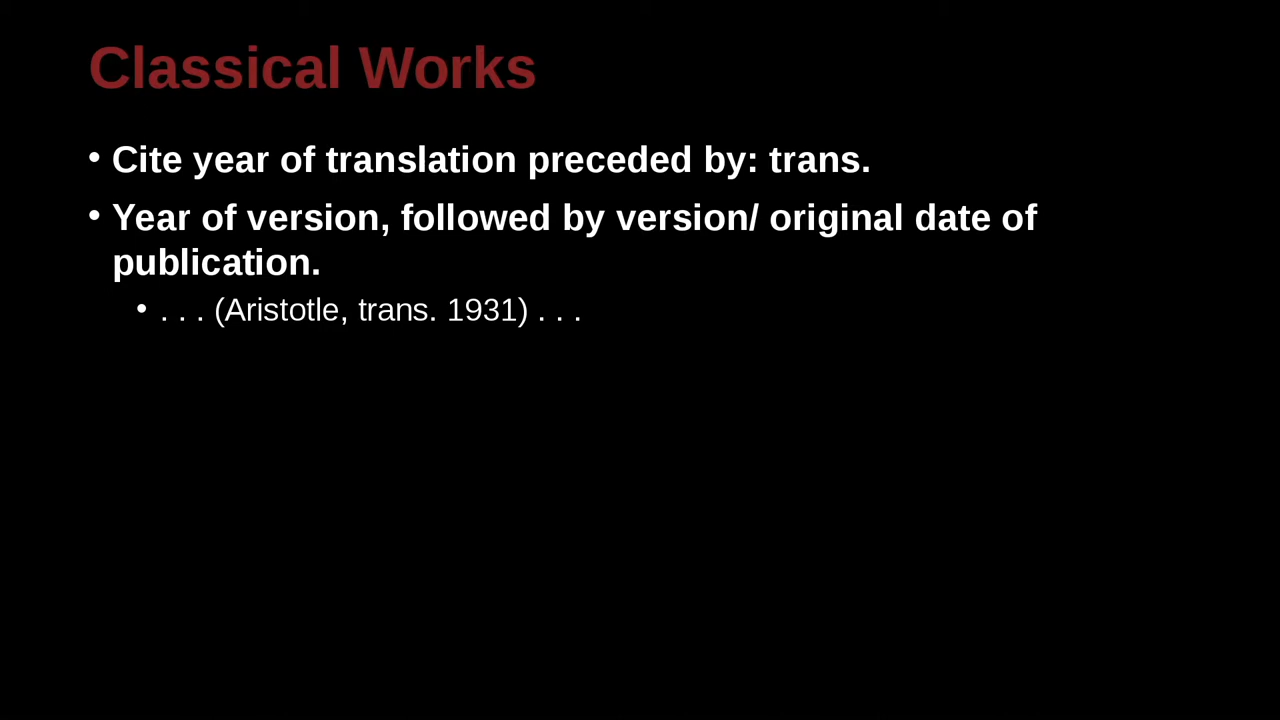 Classical Works
• Cite year of translation preceded by: trans.
• Year of version, followed by version/ original date of
publication.
• . . . (Aristotle, trans. 1931) . . .